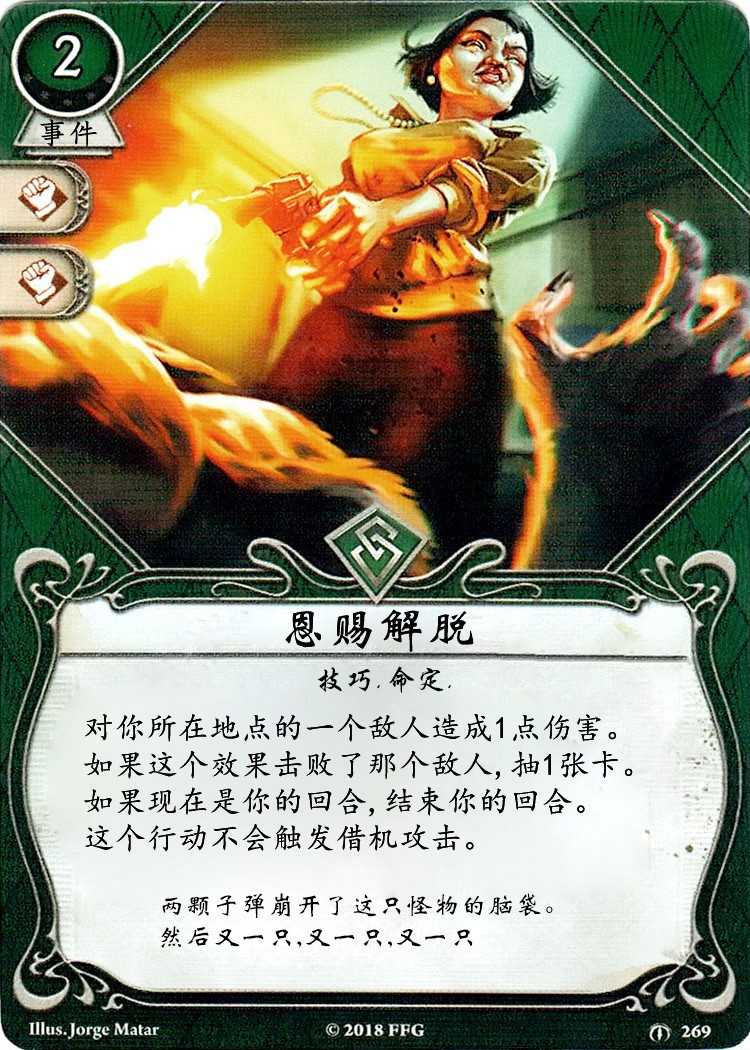 2
事件
恩赐解脱
技巧.命定.
对你所在地点的一个敌人造成1点伤害。
如果这个效果击败了那个敌人,抽1张卡。
如果现在是你的回合,结束你的回合。
这个行动不会触发借机攻击。
两颗子弹崩开了这只怪物的脑袋。
然后又一只,又一只,又一只
Illus. Jorge Matar
© 2018 FFG
269